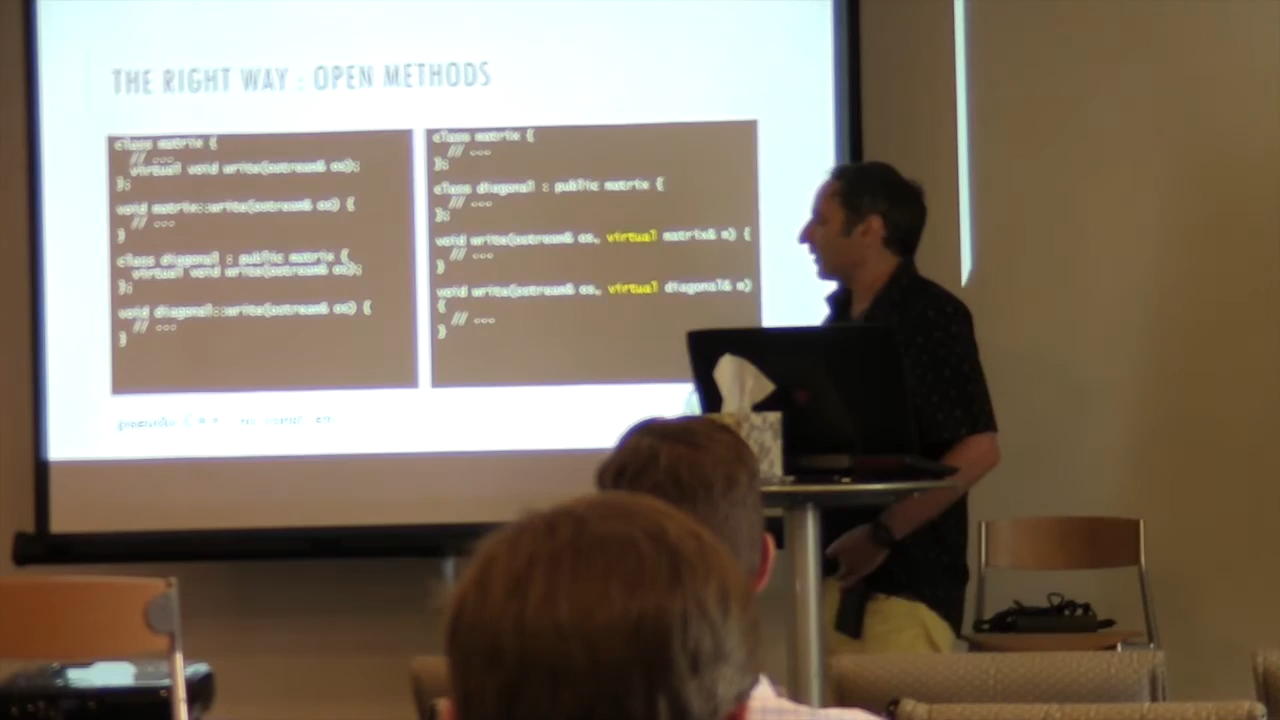 THE RIGHT WAY : OPEN METHODS
class matrix {
// ...
virtual void write(ostream& os);
};
void matrix::write(ostream& os) {
// ...
}
class diagonal : public matrix {
virtual void write(ostream& os);
};
void diagonal::write(ostream& os) {
// ...
}
class matrix {
// ...
};
class diagonal : public matrix {
// ...
};
void write(ostream& os, virtual matrix& m) {
// ...
}
void write(ostream& os, virtual diagonal& m)
{
// ...
}